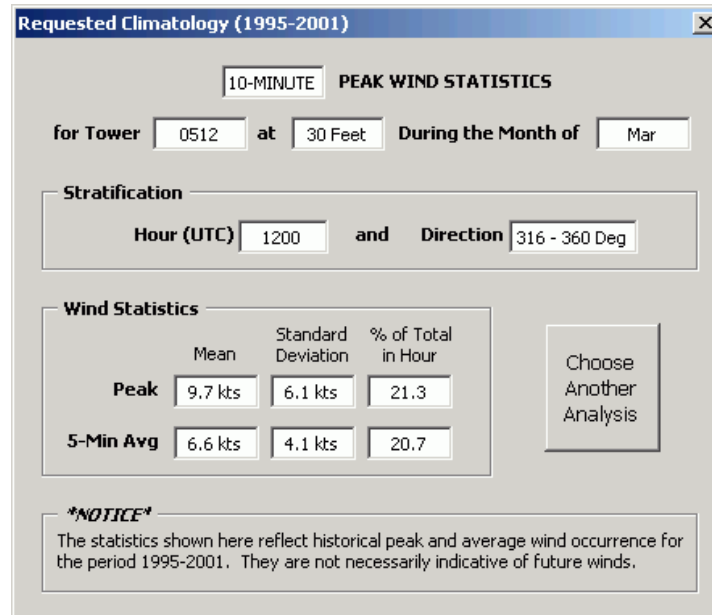 Requested Climatology (1995-2001)
10-MINUTE PEAK WIND STATISTICS
for Tower 0512 at 30 Feet During the Month of Mar
Stratification
Hour (UTC) 1200 and Direction 316 - 360 Deg
Wind Statistics
Mean Standard Deviation % of Total in Hour
Peak 9.7 kts 6.1 kts 21.3
5-Min Avg 6.6 kts 4.1 kts 20.7
Choose
Another
Analysis
*NOTICE*
The statistics shown here reflect historical peak and average wind occurrence for
the period 1995-2001. They are not necessarily indicative of future winds.